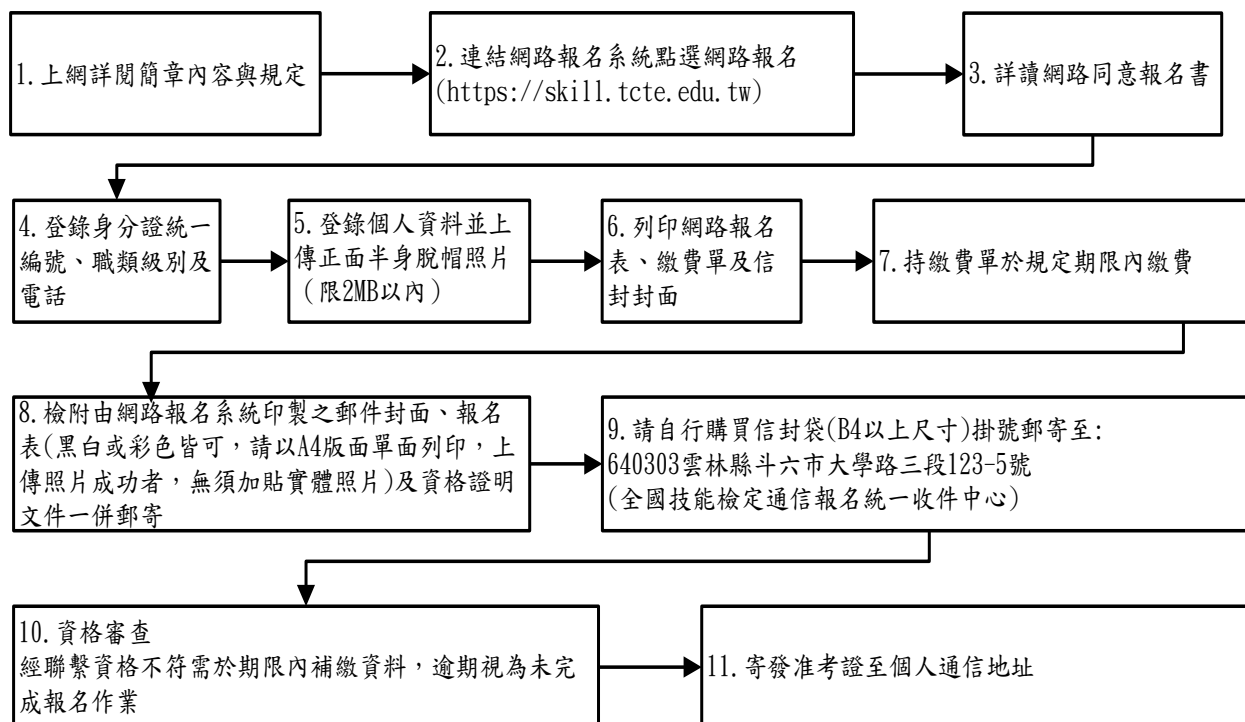 1.上網詳閱簡章內容與規定
2.連結網路報名系統點選網路報名
(https://skill.tcte.edu.tw)
3.詳讀網路同意報名書
4.登錄身分證統一
編號、職類級別及
電話
5.登錄個人資料並上
傳正面半身脫帽照片
（限2MB以內）
6.列印網路報名
表、繳費單及信
封封面
7.持繳費單於規定期限內繳費
8.檢附由網路報名系統印製之郵件封面、報名
表(黑白或彩色皆可，請以A4版面單面列印，上
傳照片成功者，無須加貼實體照片)及資格證明
文件一併郵寄
9.請自行購買信封袋(B4以上尺寸)掛號郵寄至:
640303雲林縣斗六市大學路三段123-5號
(全國技能檢定通信報名統一收件中心)
10.資格審查
經聯繫資格不符需於期限內補繳資料，逾期視為未完
成報名作業
11.寄發准考證至個人通信地址